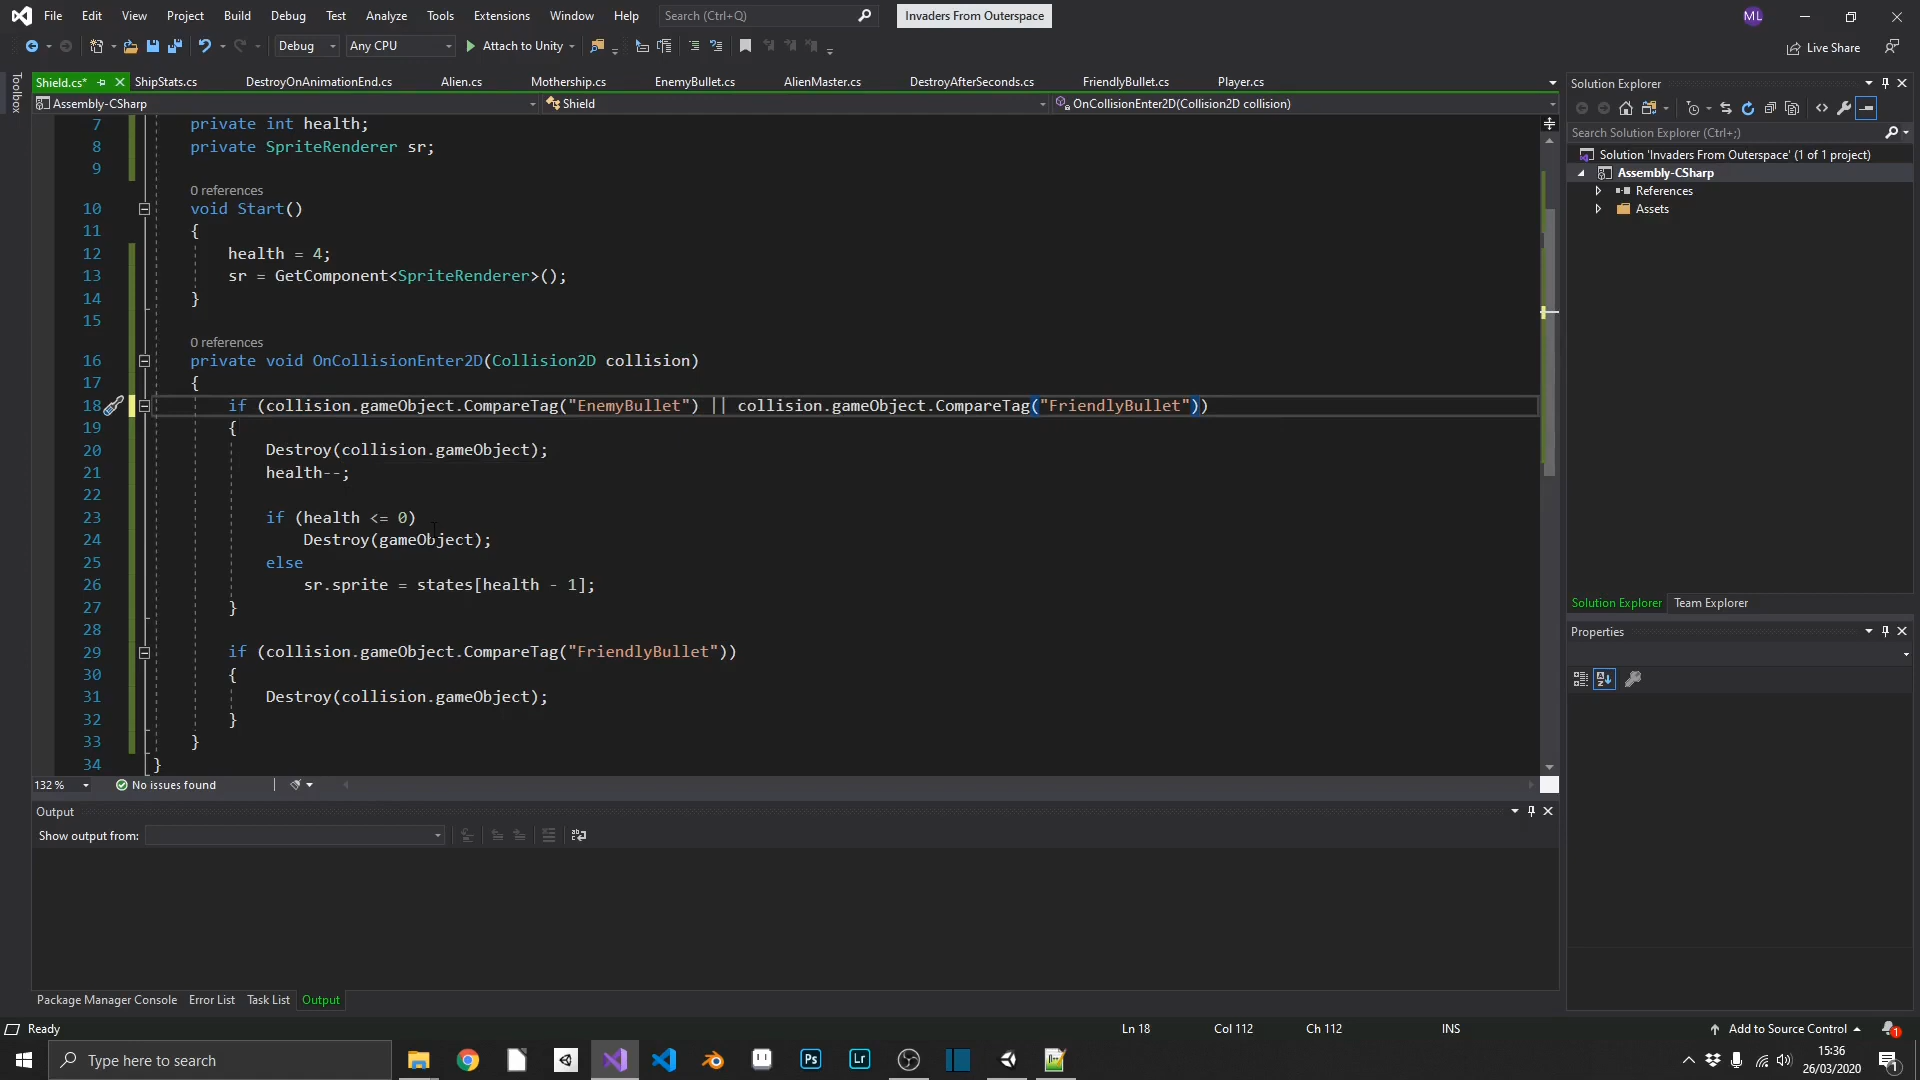 File Edit View Project Build Debug Test Analyze Tools Extensions Window Help Search (Ctrl+Q) Invaders From Outerspace ML
Debug Any CPU Attach to Unity Live Share
Toolbox
Shield.cs* ShipStats.cs DestroyOnAnimationEnd.cs Alien.cs Mothership.cs EnemyBullet.cs AlienMaster.cs DestroyAfterSeconds.cs FriendlyBullet.cs Player.cs
Assembly-CSharp Shield OnCollisionEnter2D(Collision2D collision)
7 private int health;
8 private SpriteRenderer sr;
9
0 references
10 void Start()
11 {
12 health = 4;
13 sr = GetComponent<SpriteRenderer>();
14 }
15
0 references
16 private void OnCollisionEnter2D(Collision2D collision)
17 {
18 if (collision.gameObject.CompareTag("EnemyBullet") || collision.gameObject.CompareTag("FriendlyBullet"))
19 {
20 Destroy(collision.gameObject);
21 health--;
22
23 if (health <= 0)
24 Destroy(gameObject);
25 else
26 sr.sprite = states[health - 1];
27 }
28
29 if (collision.gameObject.CompareTag("FriendlyBullet"))
30 {
31 Destroy(collision.gameObject);
32 }
33 }
34 }
132 % No issues found
Output
Show output from:
Package Manager Console Error List Task List Output
Solution Explorer
Search Solution Explorer (Ctrl+;)
Solution 'Invaders From Outerspace' (1 of 1 project)
Assembly-CSharp
References
Assets
Solution Explorer Team Explorer
Properties
Ready Ln 18 Col 112 Ch 112 INS Add to Source Control 1
Type here to search Ps Lr
15:36
26/03/2020
1